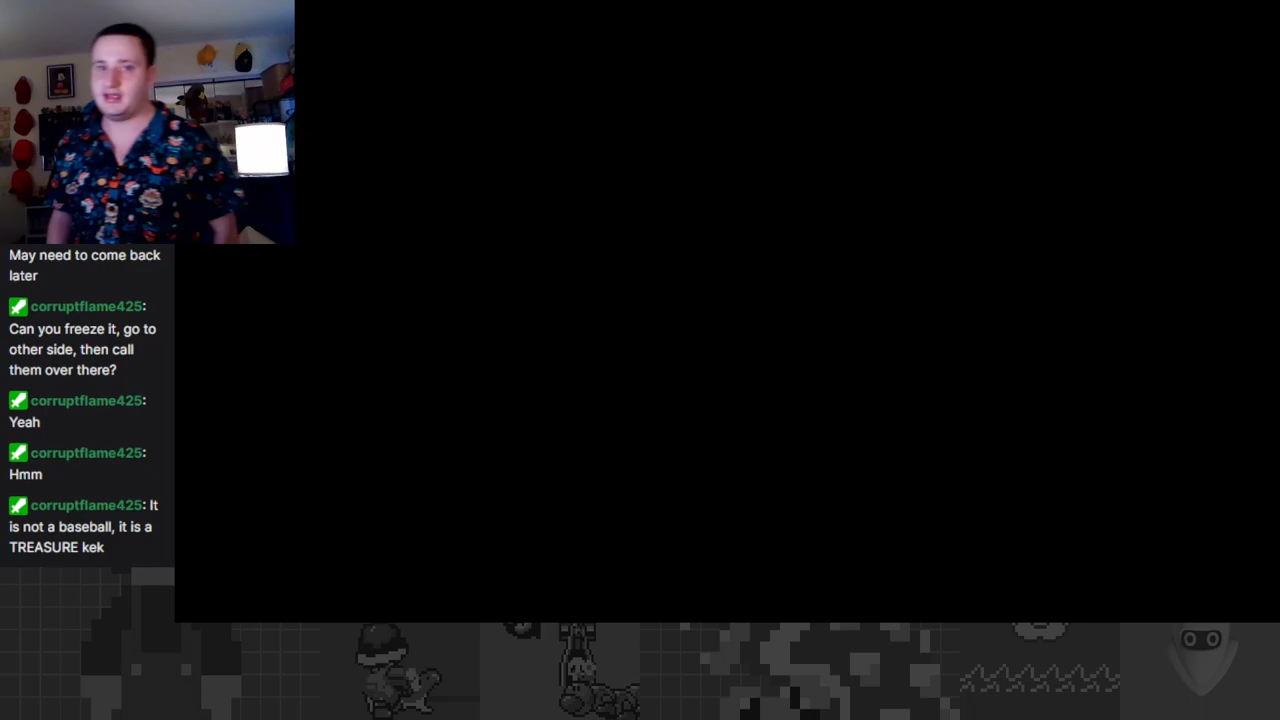 May need to come back
later
corruptflame425:
Can you freeze it, go to
other side, then call
them over there?
corruptflame425:
Yeah
corruptflame425:
Hmm
corruptflame425: It
is not a baseball, it is a
TREASURE kek